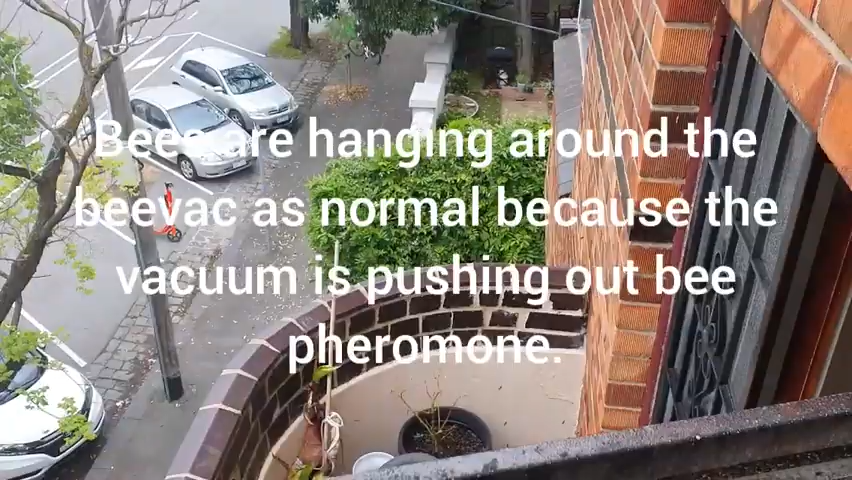 Bees are hanging around the
beevac as normal because the
vacuum is pushing out bee
pheromone.